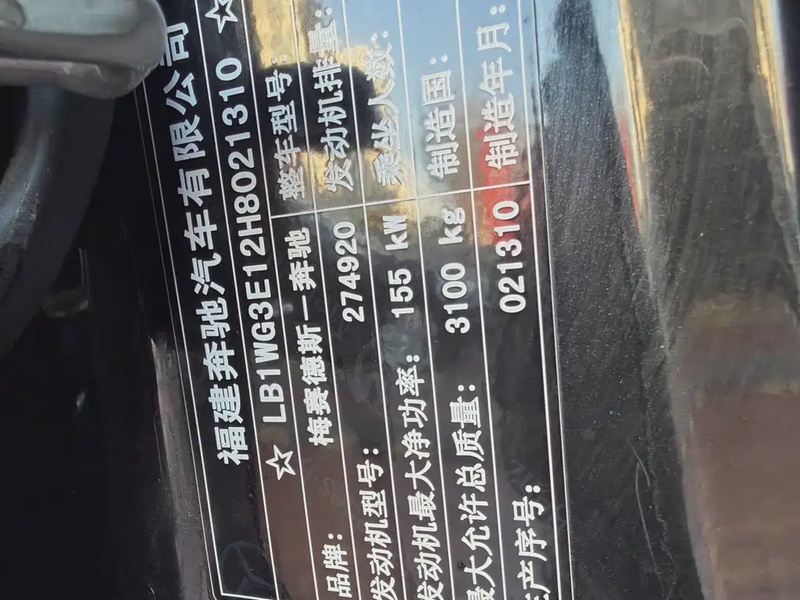 福建奔驰汽车有限公司
☆ LB1WG3E12H8021310 ☆
品牌: 梅赛德斯—奔驰 整车型号:
发动机型号: 274920 发动机排量:
发动机最大净功率: 155 kW 乘坐人数:
最大允许总质量: 3100 kg 制造国:
生产序号: 021310 制造年月: